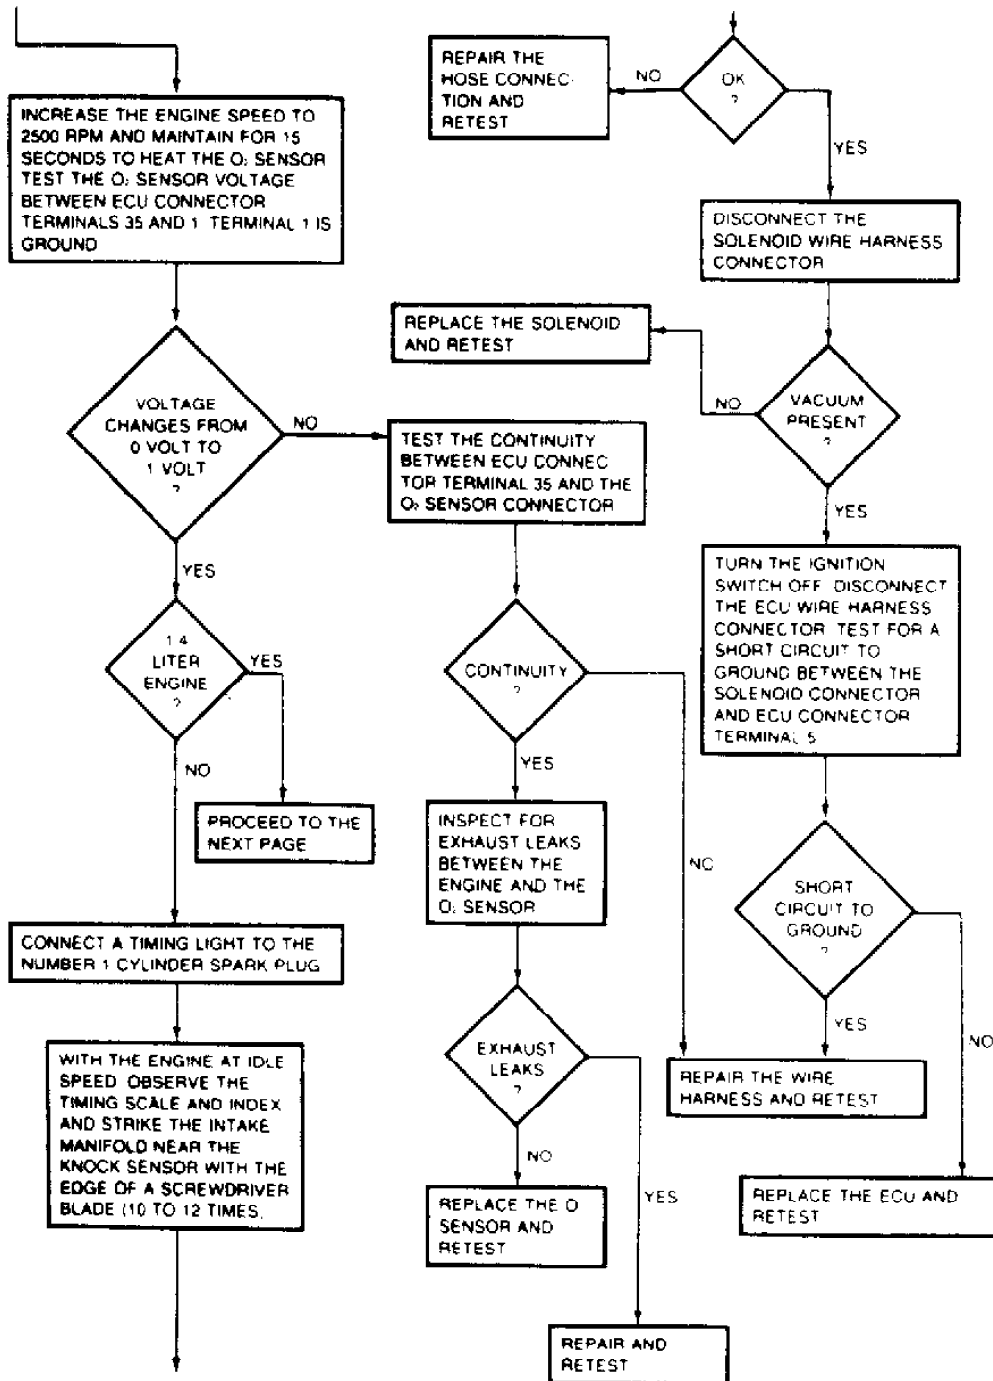 INCREASE THE ENGINE SPEED TO
2500 RPM AND MAINTAIN FOR 15
SECONDS TO HEAT THE O₂ SENSOR
TEST THE O₂ SENSOR VOLTAGE
BETWEEN ECU CONNECTOR
TERMINALS 35 AND 1 TERMINAL 1 IS
GROUND
VOLTAGE
CHANGES FROM
0 VOLT TO
1 VOLT
?
NO
YES
1 4
LITER
ENGINE
?
YES
NO
PROCEED TO THE
NEXT PAGE
CONNECT A TIMING LIGHT TO THE
NUMBER 1 CYLINDER SPARK PLUG
WITH THE ENGINE AT IDLE
SPEED OBSERVE THE
TIMING SCALE AND INDEX
AND STRIKE THE INTAKE
MANIFOLD NEAR THE
KNOCK SENSOR WITH THE
EDGE OF A SCREWDRIVER
BLADE (10 TO 12 TIMES.
TEST THE CONTINUITY
BETWEEN ECU CONNEC
TOR TERMINAL 35 AND THE
O₂ SENSOR CONNECTOR
CONTINUITY
?
YES
NO
INSPECT FOR
EXHAUST LEAKS
BETWEEN THE
ENGINE AND THE
O₂ SENSOR
EXHAUST
LEAKS
?
NO
YES
REPLACE THE O
SENSOR AND
RETEST
REPAIR AND
RETEST
REPAIR THE
HOSE CONNEC-
TION AND
RETEST
NO
OK
?
YES
DISCONNECT THE
SOLENOID WIRE HARNESS
CONNECTOR
REPLACE THE SOLENOID
AND RETEST
NO
VACUUM
PRESENT
?
YES
TURN THE IGNITION
SWITCH OFF DISCONNECT
THE ECU WIRE HARNESS
CONNECTOR TEST FOR A
SHORT CIRCUIT TO
GROUND BETWEEN THE
SOLENOID CONNECTOR
AND ECU CONNECTOR
TERMINAL 5
SHORT
CIRCUIT TO
GROUND
?
YES
NO
REPAIR THE WIRE
HARNESS AND RETEST
REPLACE THE ECU AND
RETEST